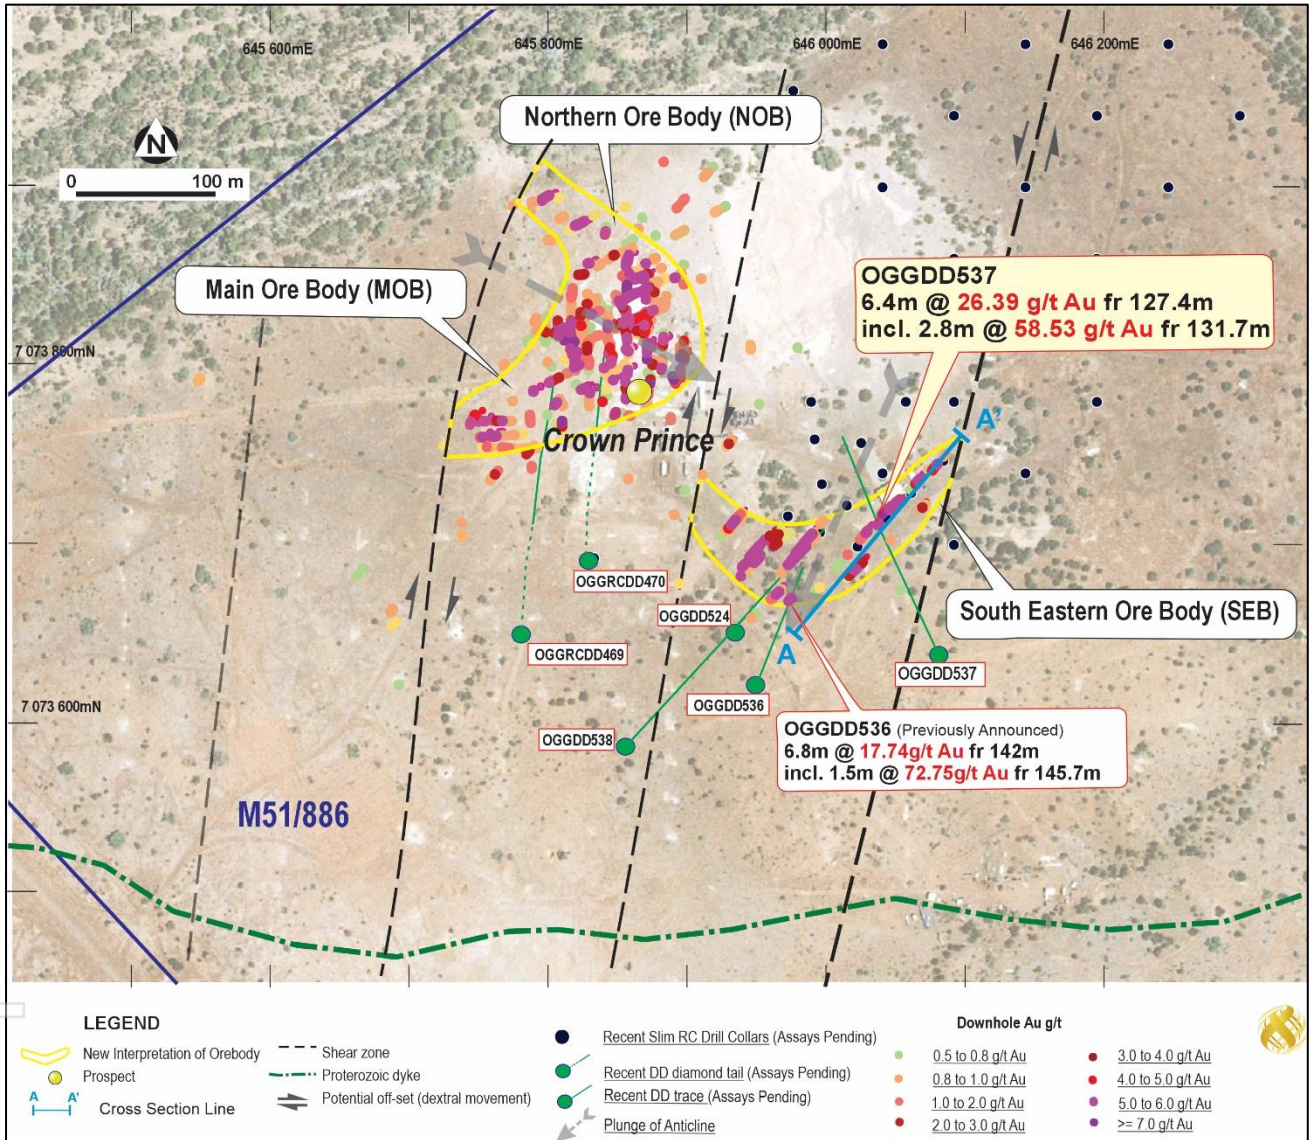 645 600mE
645 800mE
646 000mE
646 200mE
N
0 100 m
Northern Ore Body (NOB)
Main Ore Body (MOB)
OGGDD537
6.4m @ 26.39 g/t Au fr 127.4m
incl. 2.8m @ 58.53 g/t Au fr 131.7m
7 073 800mN
Crown Prince
A'
OGGRCDD470
OGGDD524
South Eastern Ore Body (SEB)
OGGRCDD469
A
OGGDD537
OGGDD536
7 073 600mN
OGGDD538
OGGDD536 (Previously Announced)
6.8m @ 17.74g/t Au fr 142m
incl. 1.5m @ 72.75g/t Au fr 145.7m
M51/886
LEGEND
New Interpretation of Orebody
Prospect
A A'
Cross Section Line
Shear zone
Proterozoic dyke
Potential off-set (dextral movement)
Recent Slim RC Drill Collars (Assays Pending)
Recent DD diamond tail (Assays Pending)
Recent DD trace (Assays Pending)
Plunge of Anticline
Downhole Au g/t
0.5 to 0.8 g/t Au
0.8 to 1.0 g/t Au
1.0 to 2.0 g/t Au
2.0 to 3.0 g/t Au
3.0 to 4.0 g/t Au
4.0 to 5.0 g/t Au
5.0 to 6.0 g/t Au
>= 7.0 g/t Au